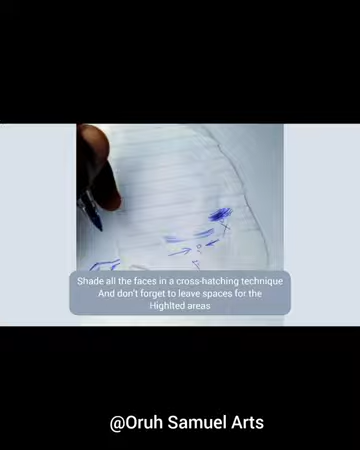 Shade all the faces in a cross-hatching technique
And don't forget to leave spaces for the
Highlted areas
@Oruh Samuel Arts